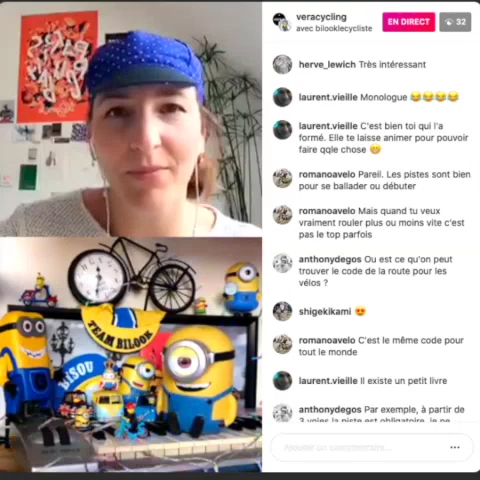 veracycling
avec bilooklecycliste
EN DIRECT
32
herve_lewich Très intéressant
laurent.vieille Monologue 😂😂😂😂
laurent.vieille C'est bien toi qui l'a
formé. Elle te laisse animer pour pouvoir
faire qqle chose 😁
romanoavelo Pareil. Les pistes sont bien
pour se ballader ou débuter
romanoavelo Mais quand tu veux
vraiment rouler plus ou moins vite c'est
pas le top parfois
anthonydegos Ou est ce qu'on peut
trouver le code de la route pour les
vélos ?
shigekikami 😍
romanoavelo C'est le même code pour
tout le monde
laurent.vieille Il existe un petit livre
anthonydegos Par exemple, à partir de
3 voies la piste est obligatoire, je ne
Ajouter un commentaire...
TEAM BILOOK
BISOU